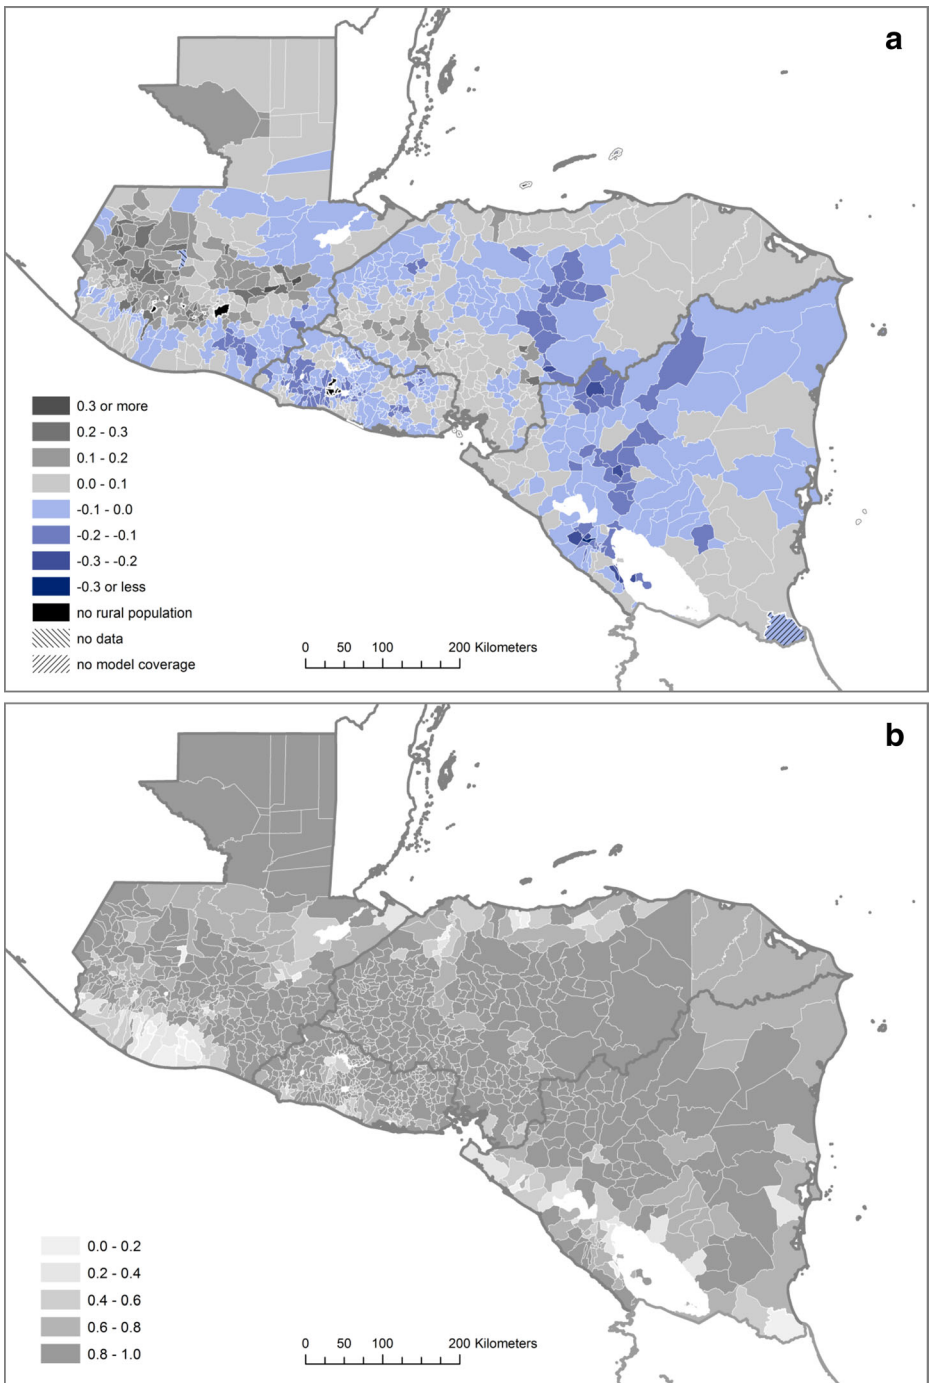 a
0.3 or more
0.2 - 0.3
0.1 - 0.2
0.0 - 0.1
-0.1 - 0.0
-0.2 - -0.1
-0.3 - -0.2
-0.3 or less
no rural population
no data
no model coverage
0 50 100 200 Kilometers
b
0.0 - 0.2
0.2 - 0.4
0.4 - 0.6
0.6 - 0.8
0.8 - 1.0
0 50 100 200 Kilometers